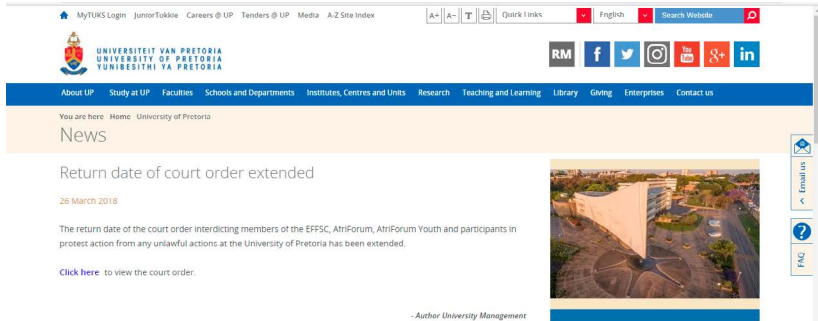 MyTUKS Login JuniorTukkie Careers @ UP Tenders @ UP Media A-Z Site Index A+ A- T Quick Links English Search Website
UNIVERSITEIT VAN PRETORIA
UNIVERSITY OF PRETORIA
YUNIBESITHI YA PRETORIA
RM f You Tube g+ in
About UP Study at UP Faculties Schools and Departments Institutes, Centres and Units Research Teaching and Learning Library Giving Enterprises Contact us
You are here Home University of Pretoria
News
Return date of court order extended
26 March 2018
The return date of the court order interdicting members of the EFFSC, AfriForum, AfriForum Youth and participants in
protest action from any unlawful actions at the University of Pretoria has been extended.
Click here to view the court order.
- Author University Management
Email us
? FAQ